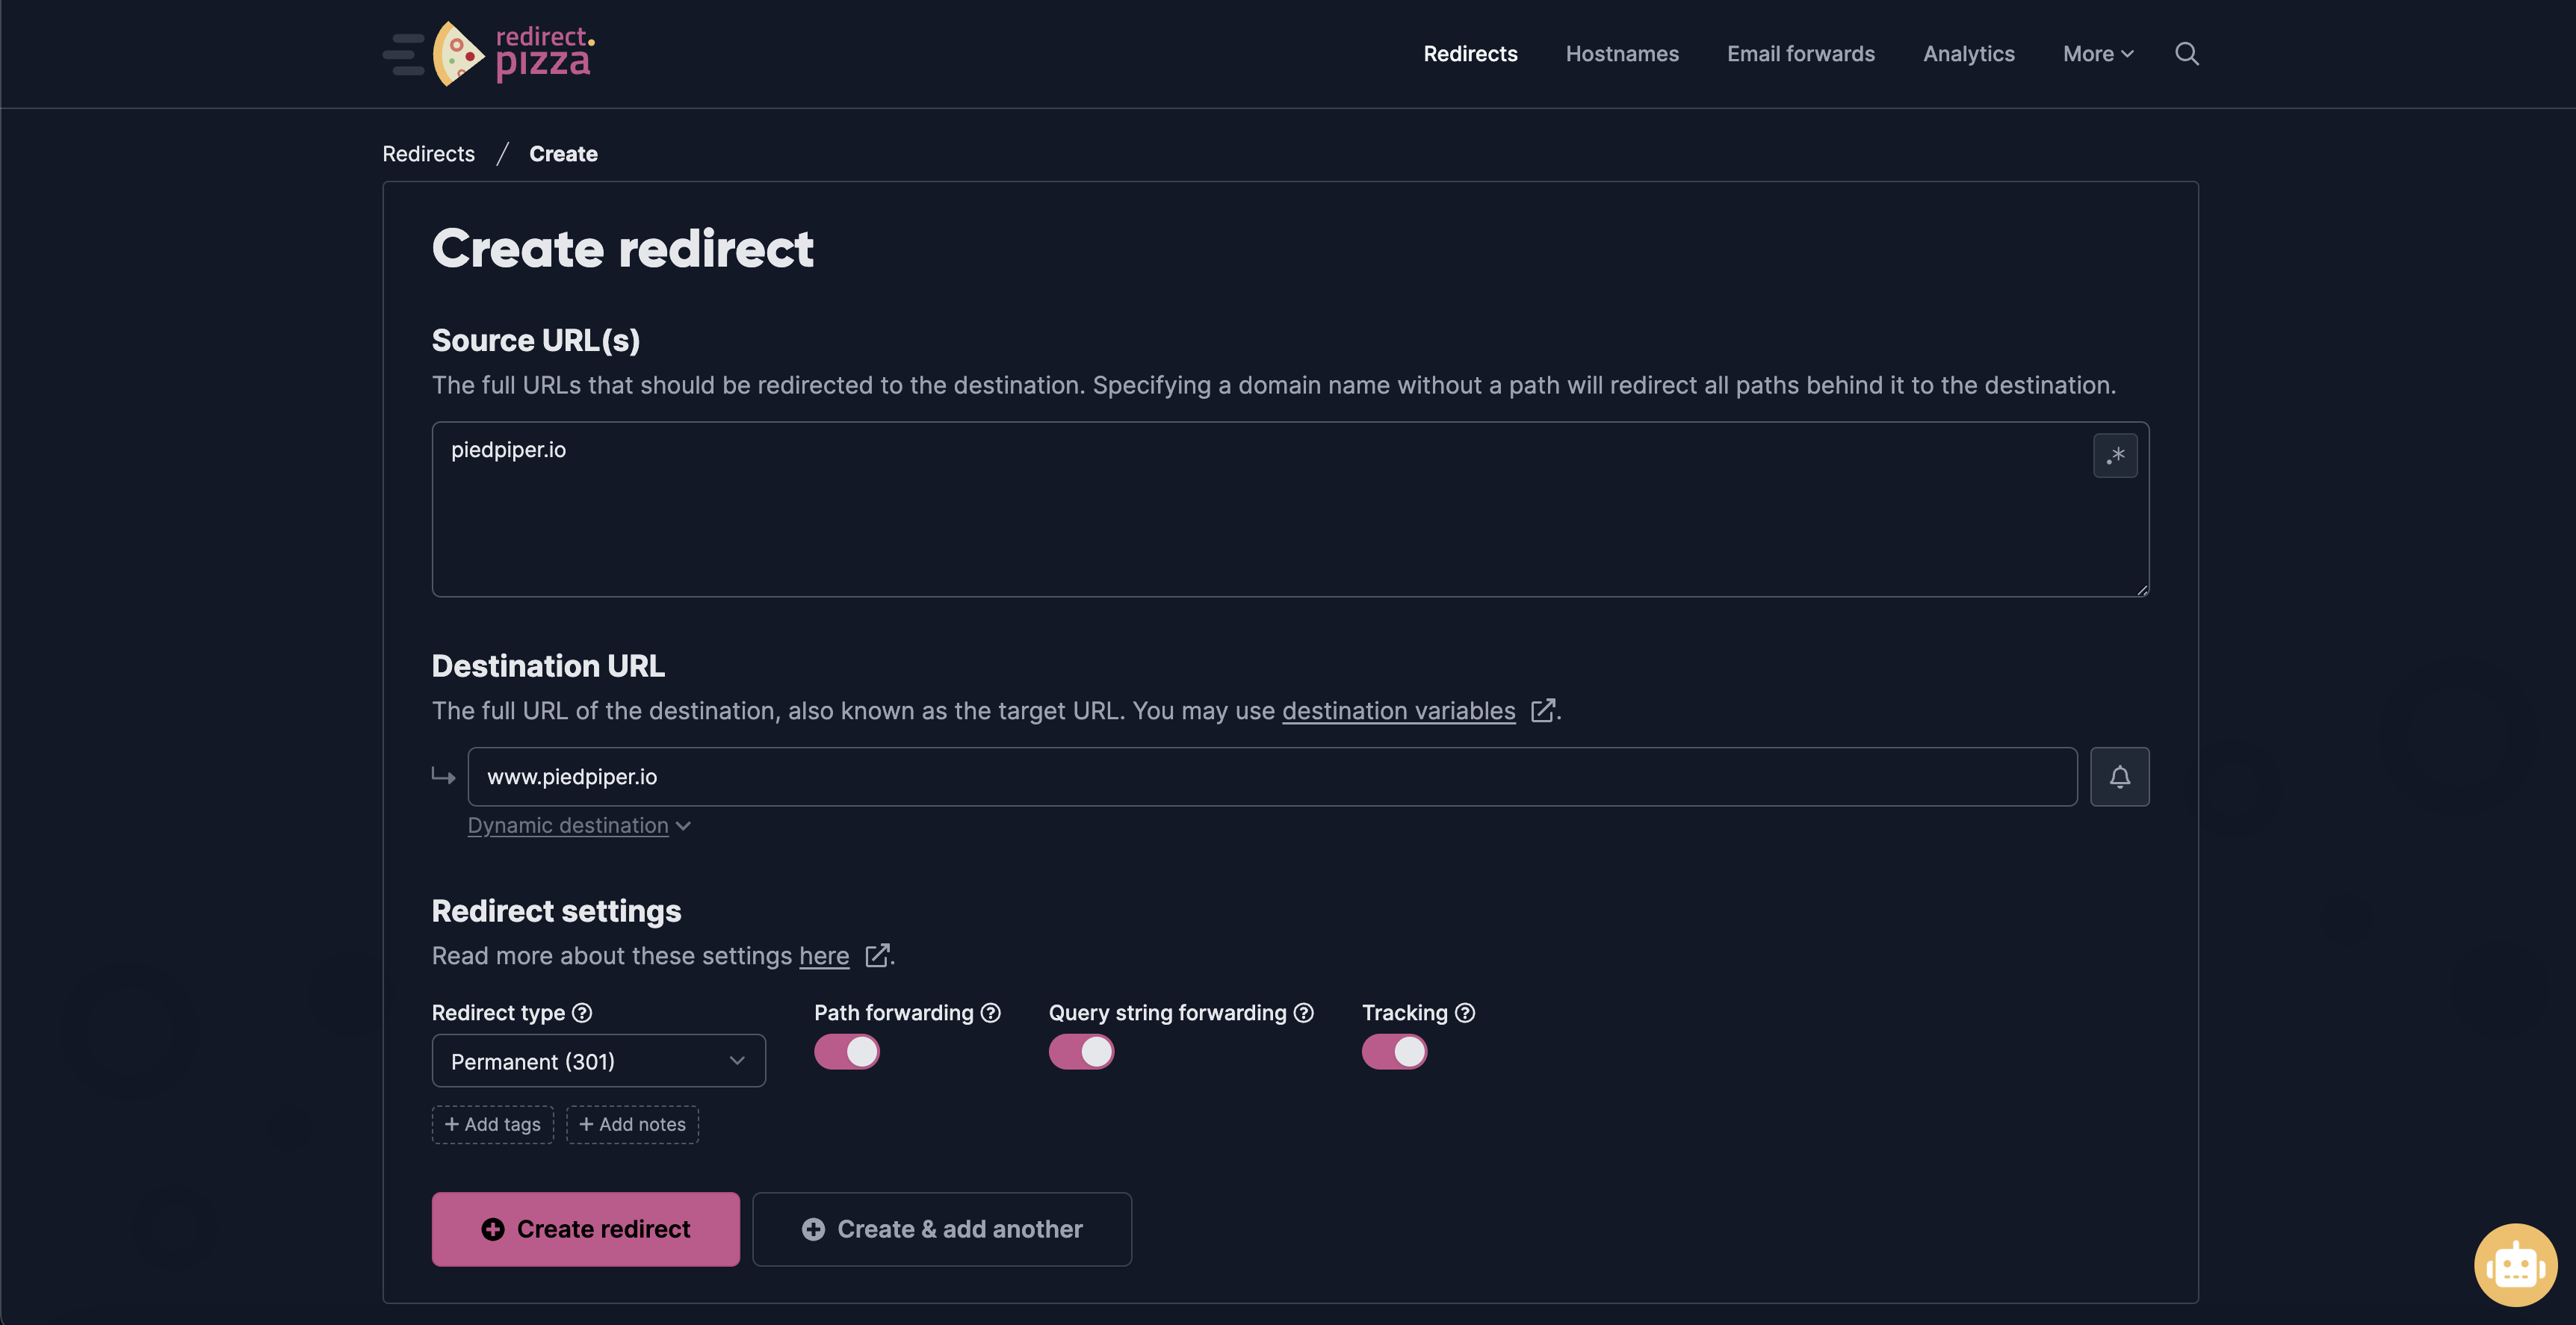 redirect.
pizza
Redirects Hostnames Email forwards Analytics More
Redirects / Create
Create redirect
Source URL(s)
The full URLs that should be redirected to the destination. Specifying a domain name without a path will redirect all paths behind it to the destination.
piedpiper.io
.*
Destination URL
The full URL of the destination, also known as the target URL. You may use destination variables .
www.piedpiper.io
Dynamic destination
Redirect settings
Read more about these settings here .
Redirect type ? Path forwarding ? Query string forwarding ? Tracking ?
Permanent (301)
+ Add tags + Add notes
Create redirect Create & add another